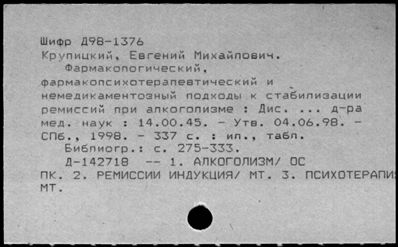 Шифр Д98-1376
Крупицкий, Евгений Михайлович.
Фармакологический,
фармакопсихотерапевтический и
немедикаментозный подходы к стабилизации
ремиссий при алкоголизме : Дис. ... д-ра
мед. наук : 14.00.45. - Утв. 04.06.98. -
СПб., 1998. - 337 с. : ил., табл.
Библиогр.: с. 275-333.
Д-142718 -- 1. АЛКОГОЛИЗМ/ ОС
ПК. 2. РЕМИССИИ ИНДУКЦИЯ/ МТ. 3. ПСИХОТЕРАПИЯ
МТ.